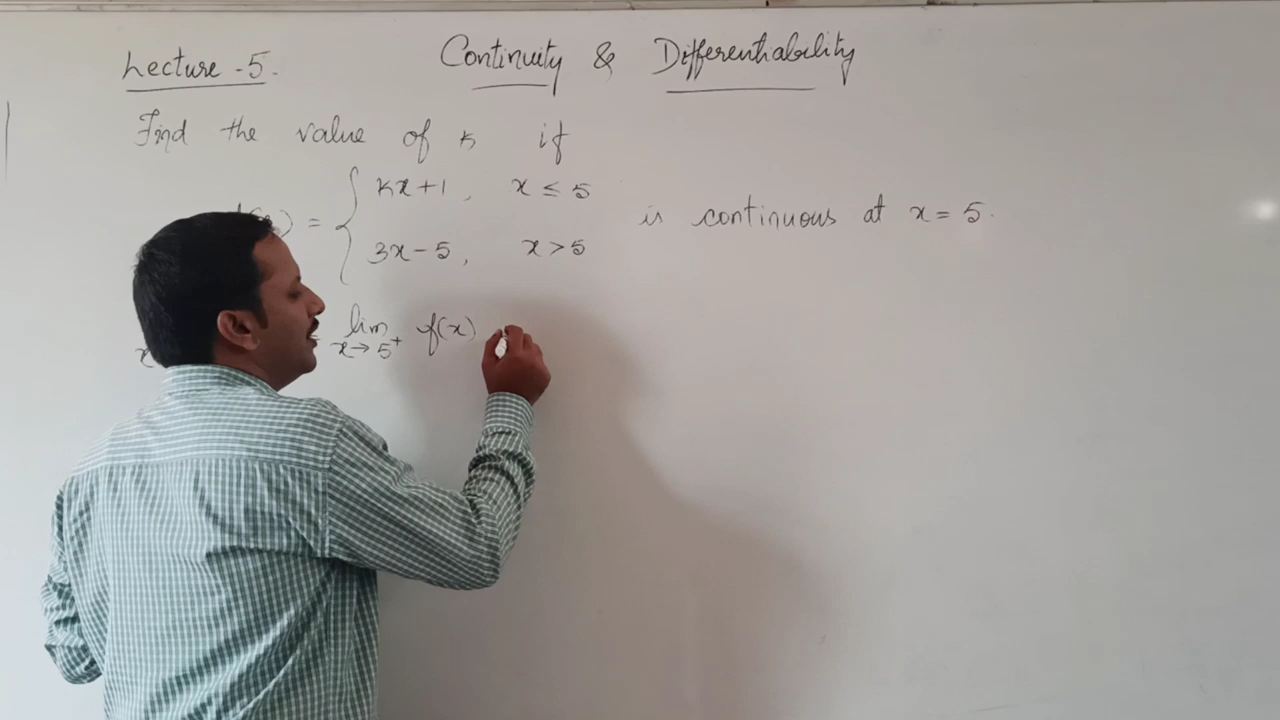 Lecture -5.
Continuity & Differentiability
Find the value of k if
f(x) = { kx+1, x ≤ 5
3x-5, x > 5
is continuous at x = 5.
lim x→5⁺ f(x)